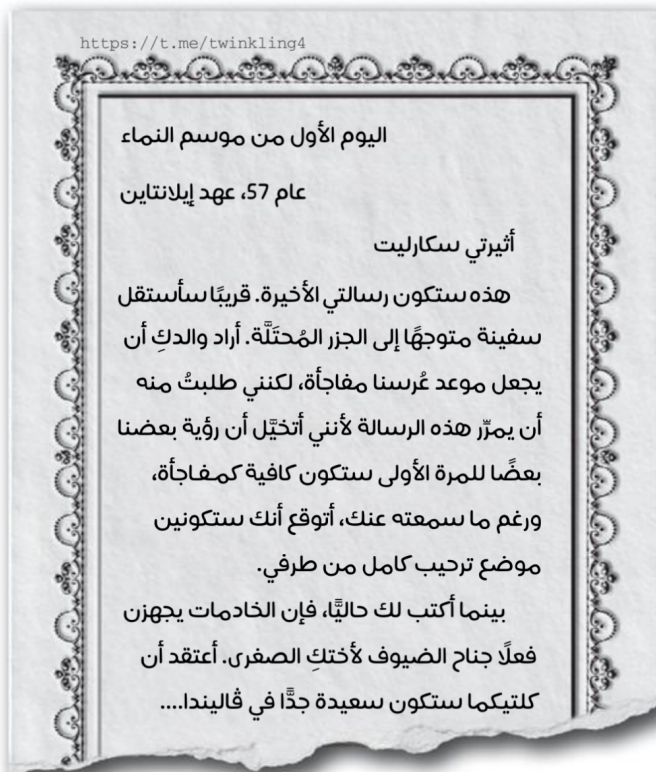 https://t.me/twinkling4
اليوم الأول من موسم النماء
عام 57، عهد إيلانتاين
أثيرتي سكارليت
هذه ستكون رسالتي الأخيرة. قريبًا سأستقل
سفينة متوجهًا إلى الجزر المُحتَلَّة. أراد والدكِ أن
يجعل موعد عُرسنا مفاجأة، لكنني طلبتُ منه
أن يمرِّر هذه الرسالة لأنني أتخيَّل أن رؤية بعضنا
بعضًا للمرة الأولى ستكون كافية كمفاجأة،
ورغم ما سمعته عنك، أتوقع أنك ستكونين
موضع ترحيب كامل من طرفي.
بينما أكتب لك حاليًّا، فإن الخادمات يجهزن
فعلًا جناح الضيوف لأختكِ الصغرى. أعتقد أن
كلتيكما ستكون سعيدة جدًّا في ڤاليندا....